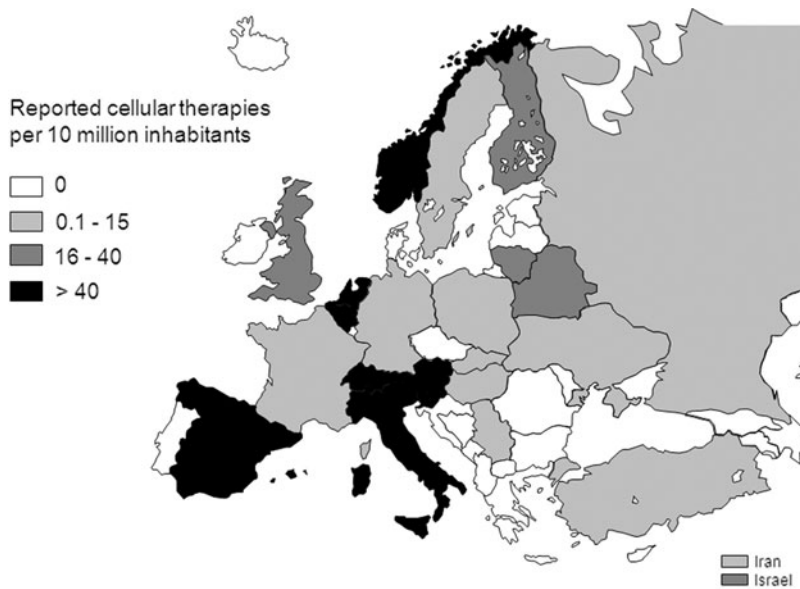 Reported cellular therapies
per 10 million inhabitants
0
0.1 - 15
16 - 40
> 40
Iran
Israel